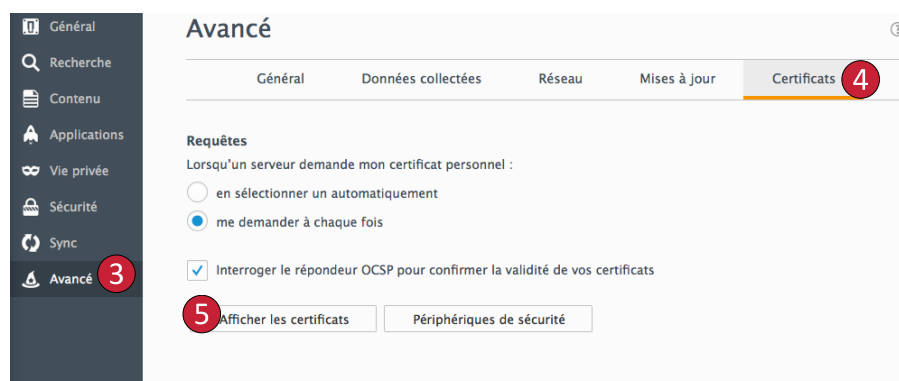 Général
Recherche
Contenu
Applications
Vie privée
Sécurité
Sync
Avancé 3
Avancé
?
Général Données collectées Réseau Mises à jour Certificats 4
Requêtes
Lorsqu'un serveur demande mon certificat personnel :
en sélectionner un automatiquement
me demander à chaque fois
Interroger le répondeur OCSP pour confirmer la validité de vos certificats
5 Afficher les certificats Périphériques de sécurité